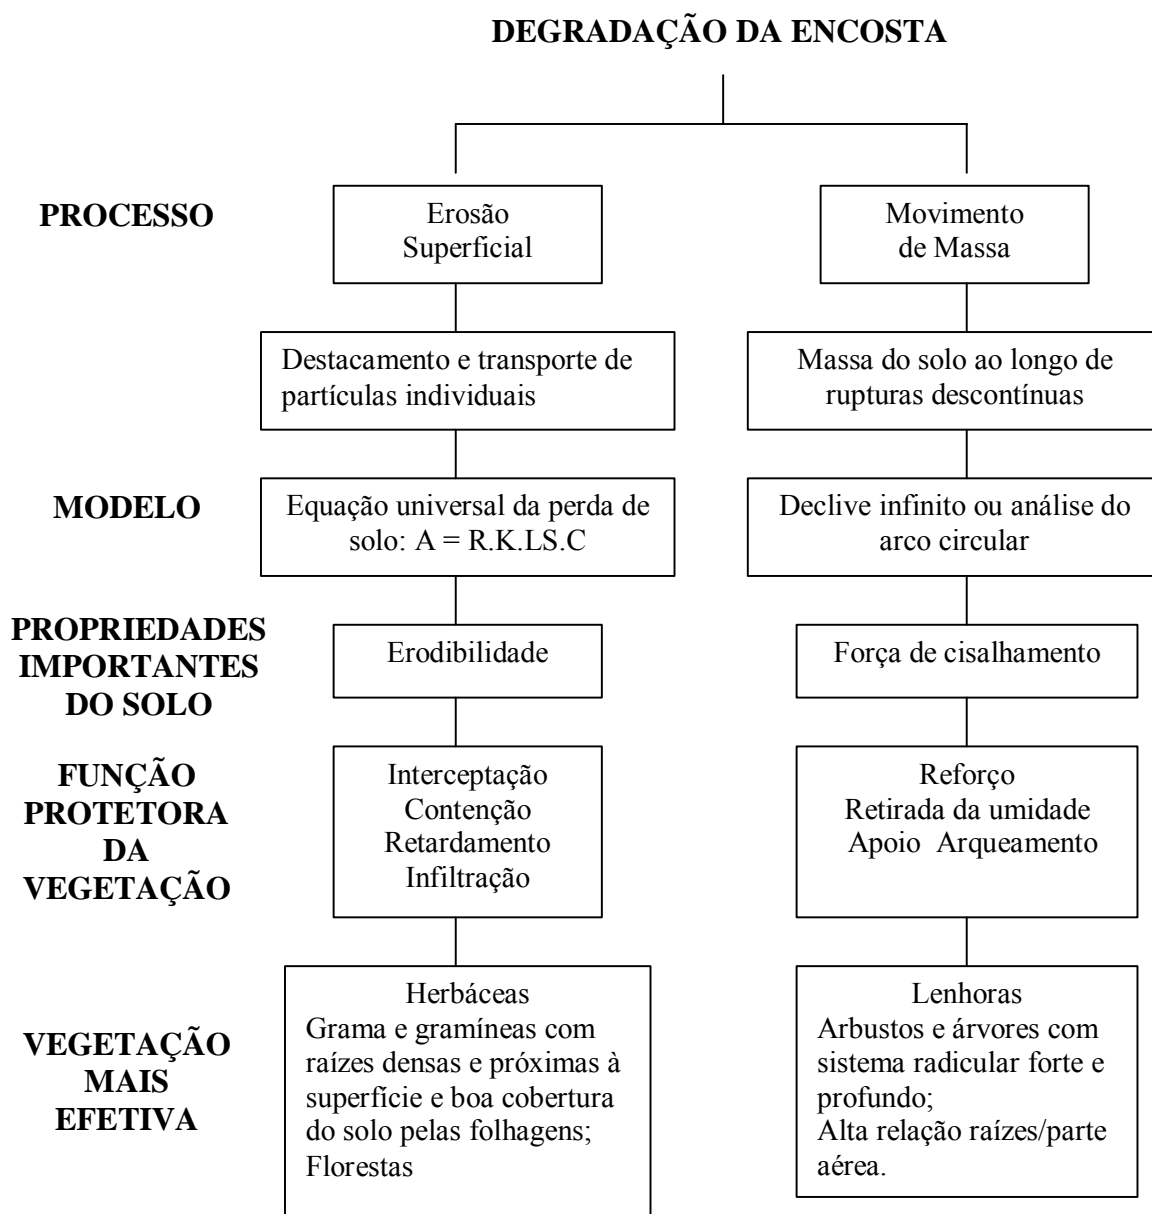 DEGRADAÇÃO DA ENCOSTA
PROCESSO
Erosão
Superficial
Movimento
de Massa
Destacamento e transporte de
partículas individuais
Massa do solo ao longo de
rupturas descontínuas
MODELO
Equação universal da perda de
solo: A = R.K.LS.C
Declive infinito ou análise do
arco circular
PROPRIEDADES
IMPORTANTES
DO SOLO
Erodibilidade
Força de cisalhamento
FUNÇÃO
PROTETORA
DA
VEGETAÇÃO
Interceptação
Contenção
Retardamento
Infiltração
Reforço
Retirada da umidade
Apoio Arqueamento
VEGETAÇÃO
MAIS
EFETIVA
Herbáceas
Grama e gramíneas com
raízes densas e próximas à
superfície e boa cobertura
do solo pelas folhagens;
Florestas
Lenhoras
Arbustos e árvores com
sistema radicular forte e
profundo;
Alta relação raízes/parte
aérea.